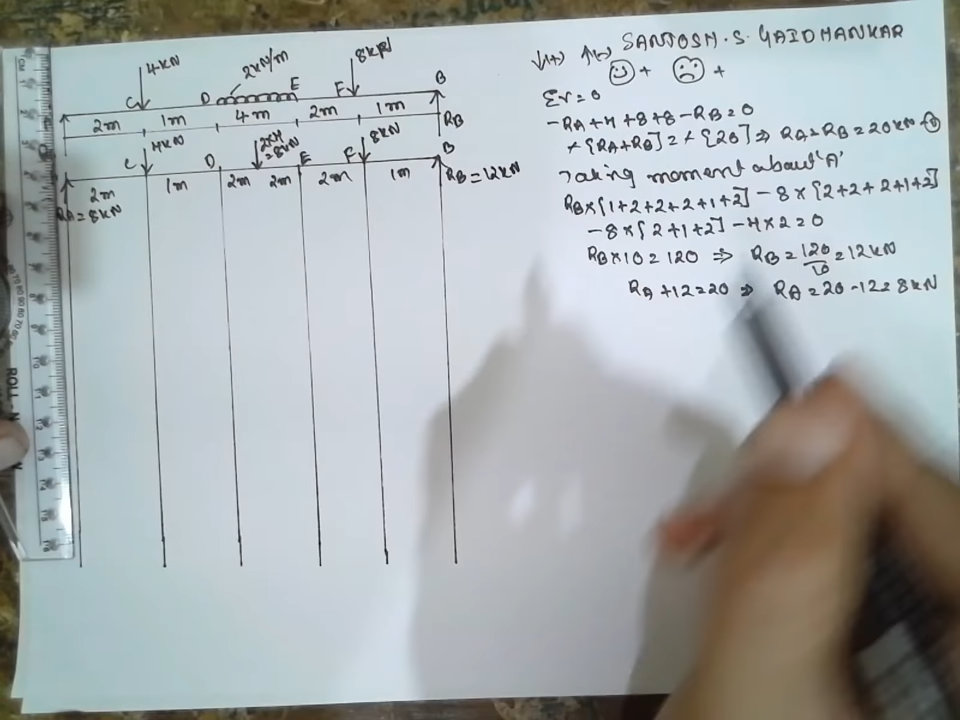 SANTOSH.S.GAIDHANKAR
4kN 2kN/m 8kN
C D E F B
2m 1m 4m 2m 1m RB
4kN 8kN
C D E F B
2m 1m 2m 2m 2m 1m RB=12kN
RA=8kN
↓(+) ↑(-)
☺+ ☹+
ΣV=0
-RA+4+8+8-RB=0
+{RA+RB]=+{20] ⇒ RA+RB=20kN
Taking moment about 'A'
RB×[1+2+2+2+1+2]-8×[2+2+2+1+2]
-8×[2+1+2]-4×2=0
RB×10=120 ⇒ RB=120/10=12kN
RA+12=20 ⇒ RA=20-12=8kN
CM
ROLL